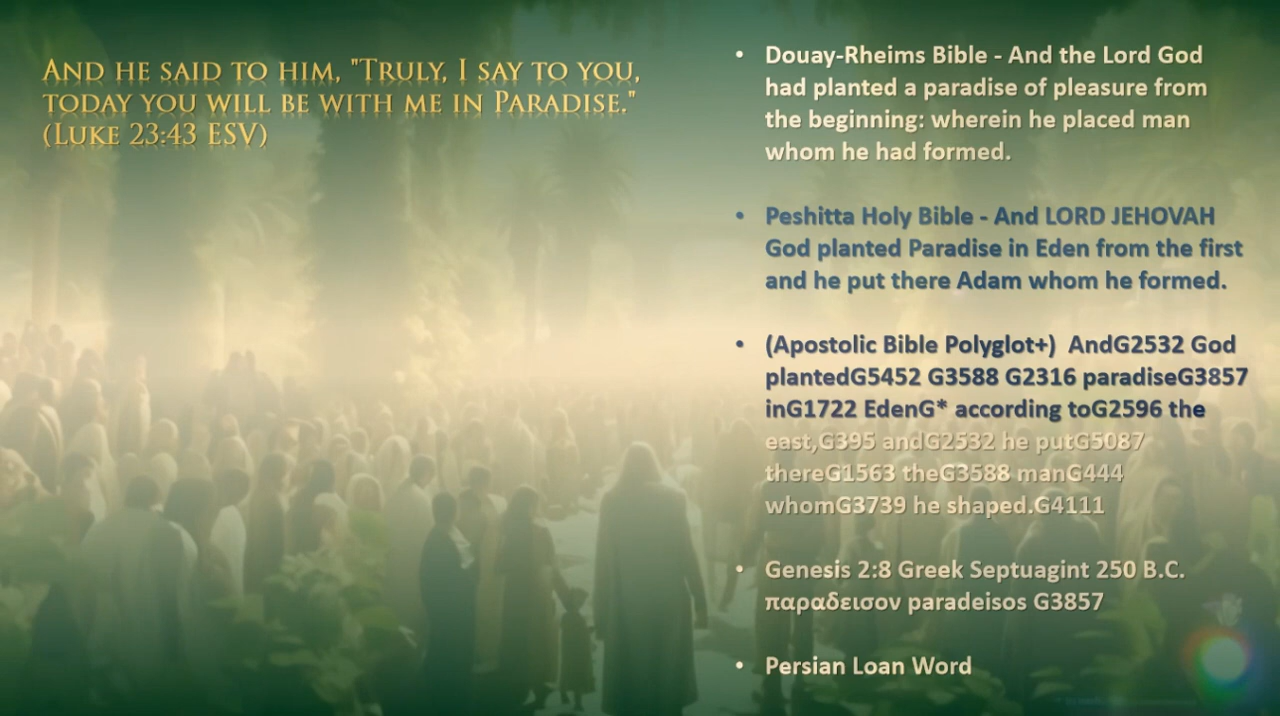 AND HE SAID TO HIM, "TRULY, I SAY TO YOU,
TODAY YOU WILL BE WITH ME IN PARADISE."
(LUKE 23:43 ESV)
• Douay-Rheims Bible - And the Lord God
had planted a paradise of pleasure from
the beginning: wherein he placed man
whom he had formed.
• Peshitta Holy Bible - And LORD JEHOVAH
God planted Paradise in Eden from the first
and he put there Adam whom he formed.
• (Apostolic Bible Polyglot+) AndG2532 God
plantedG5452 G3588 G2316 paradiseG3857
inG1722 EdenG* according toG2596 the
east,G395 andG2532 he putG5087
thereG1563 theG3588 manG444
whomG3739 he shaped.G4111
• Genesis 2:8 Greek Septuagint 250 B.C.
παραδεισον paradeisos G3857
• Persian Loan Word